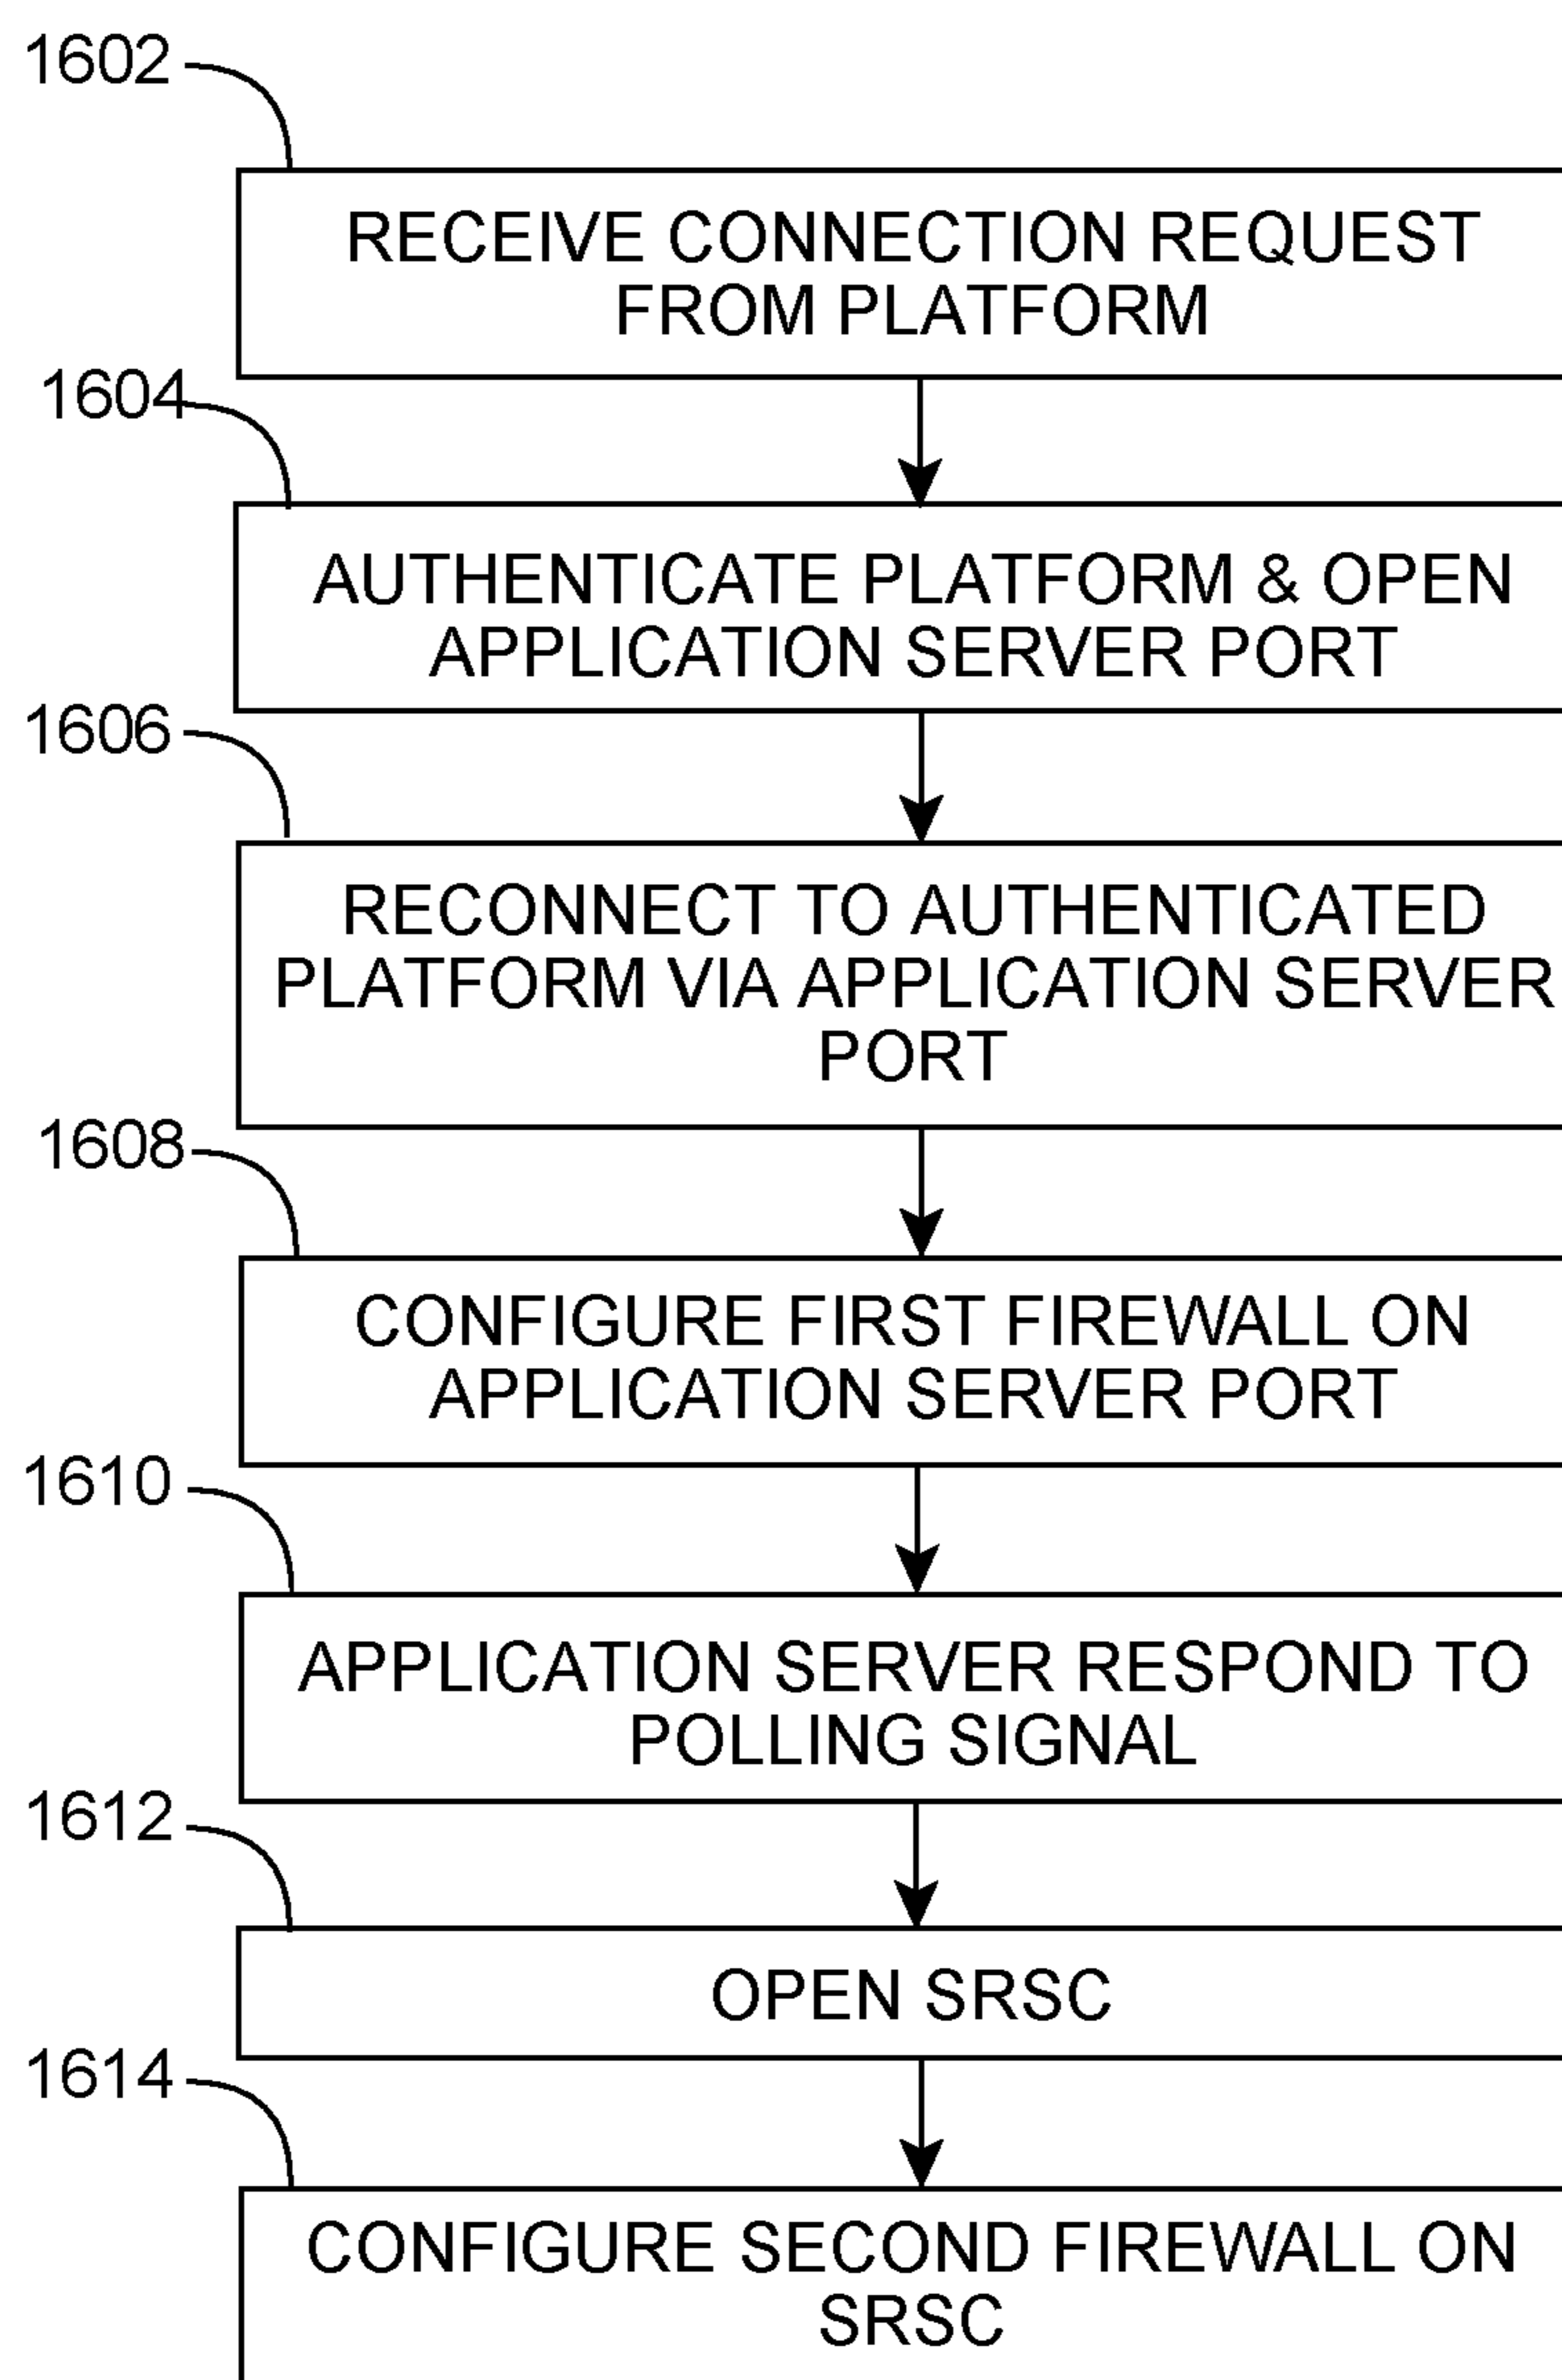 1602
RECEIVE CONNECTION REQUEST
FROM PLATFORM
1604
AUTHENTICATE PLATFORM & OPEN
APPLICATION SERVER PORT
1606
RECONNECT TO AUTHENTICATED
PLATFORM VIA APPLICATION SERVER
PORT
1608
CONFIGURE FIRST FIREWALL ON
APPLICATION SERVER PORT
1610
APPLICATION SERVER RESPOND TO
POLLING SIGNAL
1612
OPEN SRSC
1614
CONFIGURE SECOND FIREWALL ON
SRSC